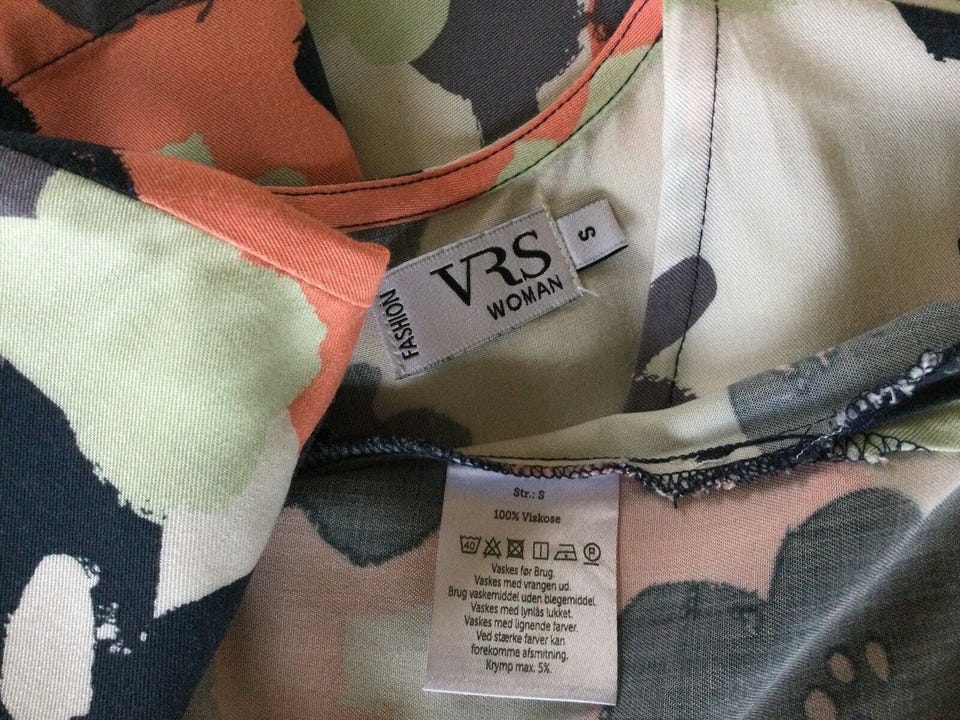 VRS
WOMAN
FASHION
S
Str.: S
100% Viskose
40 P
Vaskes før Brug.
Vaskes med vrangen ud.
Brug vaskemiddel uden blegemiddel.
Vaskes med lynlås lukket.
Vaskes med lignende farver.
Ved stærke farver kan
forekomme afsmitning.
Krymp max. 5%.